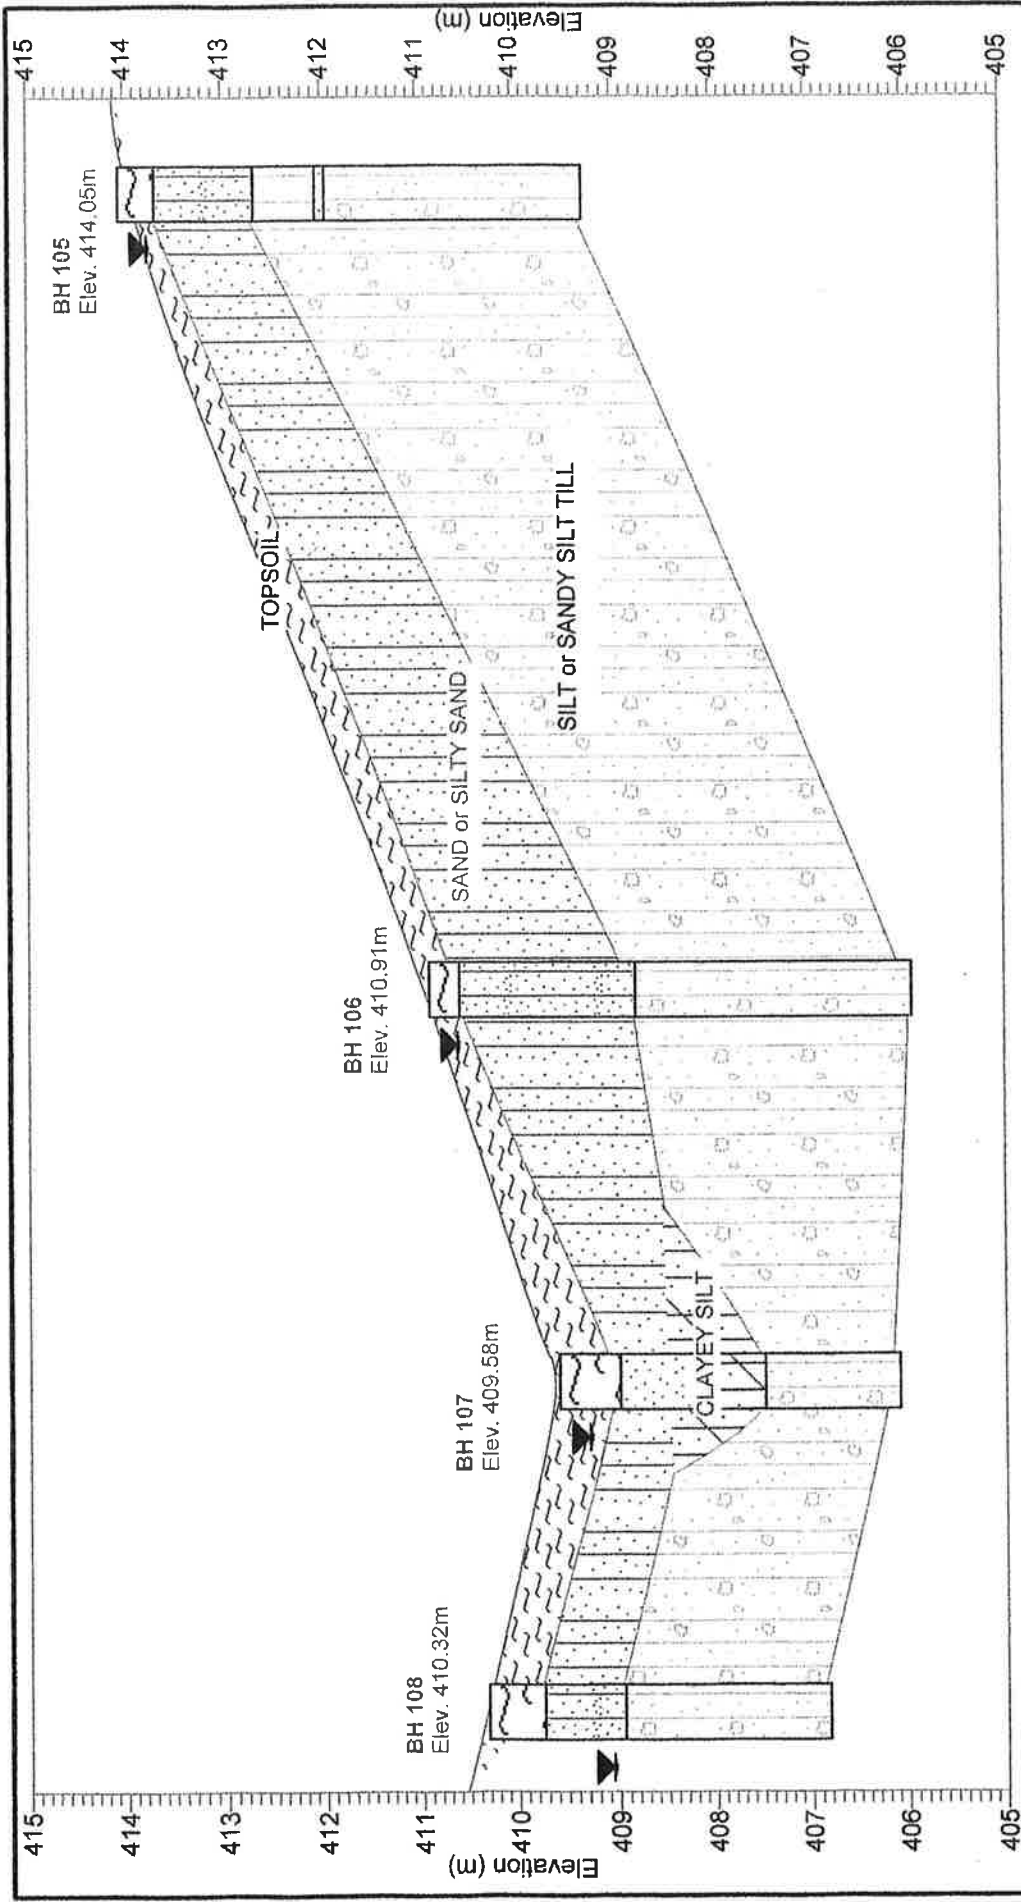 Elevation (m)
415
414
413
412
411
410
409
408
407
406
405
BH 108
Elev. 410.32m
BH 107
Elev. 409.58m
BH 106
Elev. 410.91m
BH 105
Elev. 414.05m
TOPSOIL
SAND or SILTY SAND
SILT or SANDY SILT TILL
CLAYEY SILT
415
414
413
412
411
410
409
408
407
406
405
Elevation (m)